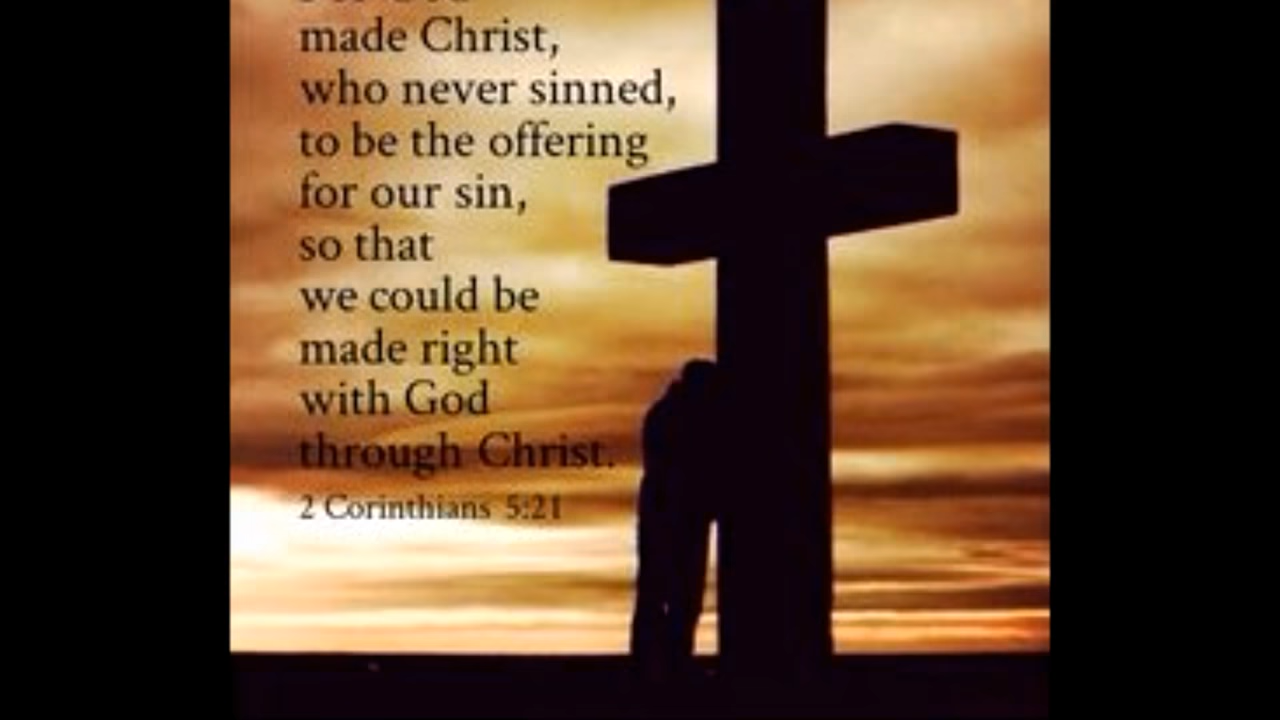 made Christ,
who never sinned,
to be the offering
for our sin,
so that
we could be
made right
with God
through Christ.
2 Corinthians 5:21